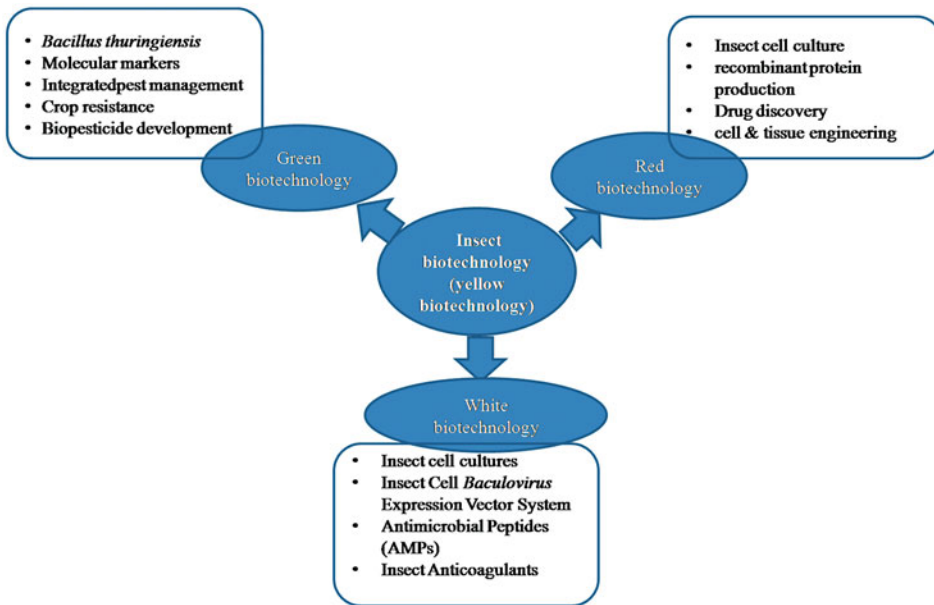 • Bacillus thuringiensis
• Molecular markers
• Integratedpest management
• Crop resistance
• Biopesticide development
Green
biotechnology
• Insect cell culture
• recombinant protein
production
• Drug discovery
• cell & tissue engineering
Red
biotechnology
Insect
biotechnology
(yellow
biotechnology)
White
biotechnology
• Insect cell cultures
• Insect Cell Baculovirus
Expression Vector System
• Antimicrobial Peptides
(AMPs)
• Insect Anticoagulants